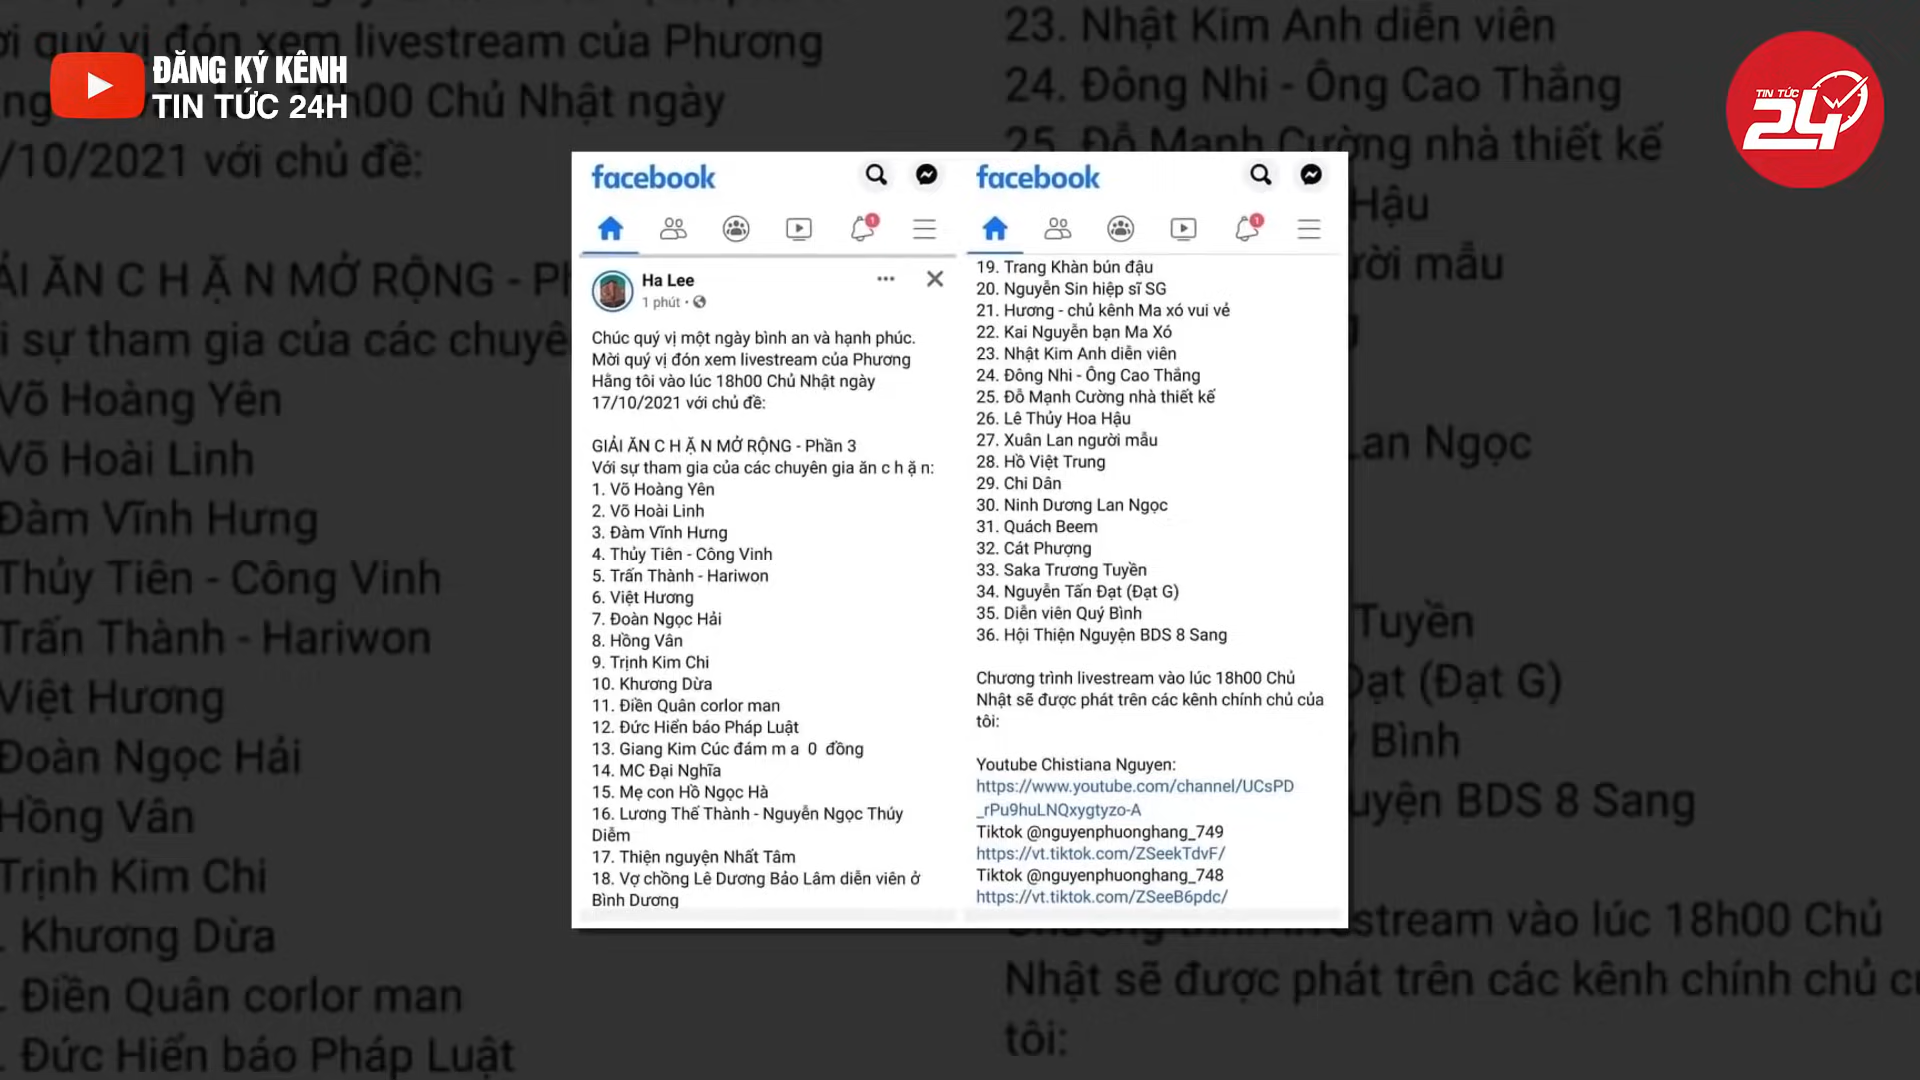 ĐĂNG KÝ KÊNH
TIN TỨC 24H
TIN TỨC
24
facebook
Ha Lee
1 phút
Chúc quý vị một ngày bình an và hạnh phúc.
Mời quý vị đón xem livestream của Phương
Hằng tôi vào lúc 18h00 Chủ Nhật ngày
17/10/2021 với chủ đề:
GIẢI ĂN C H Ặ N MỞ RỘNG - Phần 3
Với sự tham gia của các chuyên gia ăn c h ặ n:
1. Võ Hoàng Yên
2. Võ Hoài Linh
3. Đàm Vĩnh Hưng
4. Thủy Tiên - Công Vinh
5. Trấn Thành - Hariwon
6. Việt Hương
7. Đoàn Ngọc Hải
8. Hồng Vân
9. Trịnh Kim Chi
10. Khương Dừa
11. Điền Quân corlor man
12. Đức Hiển báo Pháp Luật
13. Giang Kim Cúc đám m a 0 đồng
14. MC Đại Nghĩa
15. Mẹ con Hồ Ngọc Hà
16. Lương Thế Thành - Nguyễn Ngọc Thúy
Diễm
17. Thiện nguyện Nhất Tâm
18. Vợ chồng Lê Dương Bảo Lâm diễn viên ở
Bình Dương
facebook
19. Trang Khàn bún đậu
20. Nguyễn Sin hiệp sĩ SG
21. Hương - chủ kênh Ma xó vui vẻ
22. Kai Nguyễn bạn Ma Xó
23. Nhật Kim Anh diễn viên
24. Đông Nhi - Ông Cao Thắng
25. Đỗ Mạnh Cường nhà thiết kế
26. Lê Thủy Hoa Hậu
27. Xuân Lan người mẫu
28. Hồ Việt Trung
29. Chi Dân
30. Ninh Dương Lan Ngọc
31. Quách Beem
32. Cát Phượng
33. Saka Trương Tuyền
34. Nguyễn Tấn Đạt (Đạt G)
35. Diễn viên Quý Bình
36. Hội Thiện Nguyện BDS 8 Sang
Chương trình livestream vào lúc 18h00 Chủ
Nhật sẽ được phát trên các kênh chính chủ của
tôi:
Youtube Chistiana Nguyen:
https://www.youtube.com/channel/UCsPD
_rPu9huLNQxygtyzo-A
Tiktok @nguyenphuonghang_749
https://vt.tiktok.com/ZSeekTdvF/
Tiktok @nguyenphuonghang_748
https://vt.tiktok.com/ZSeeB6pdc/